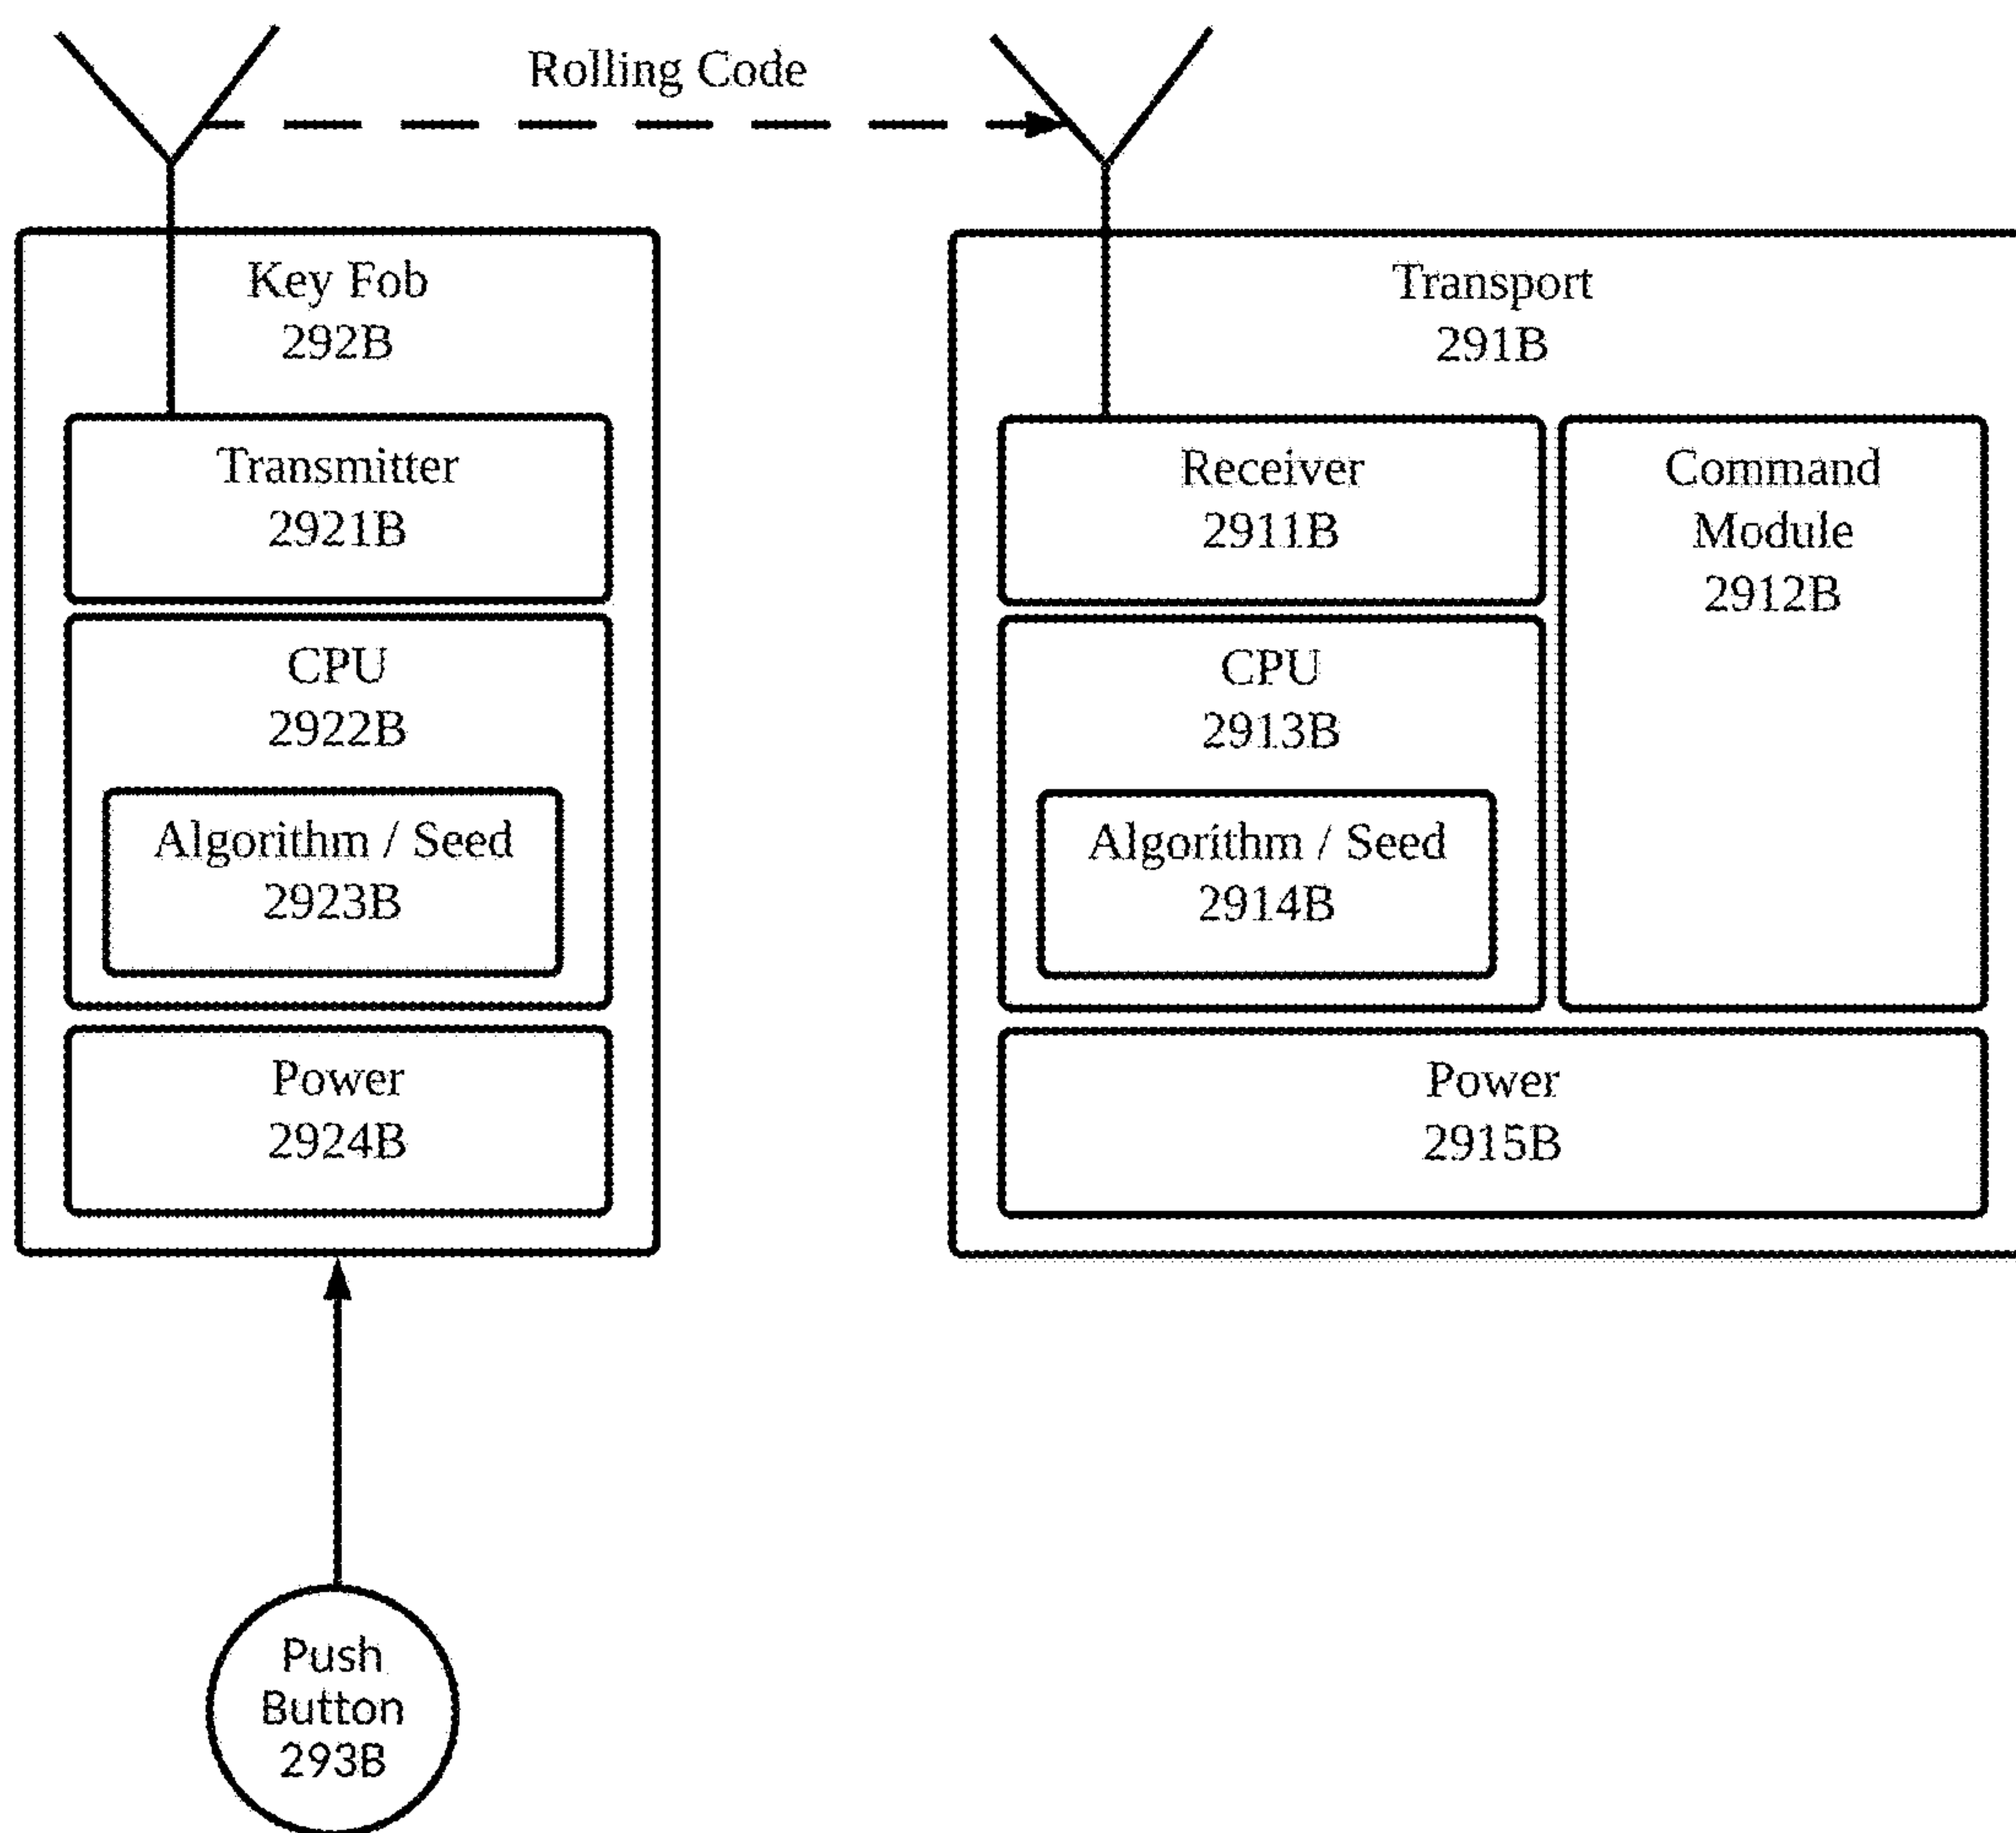 Rolling Code
Key Fob
292B
Transmitter
2921B
CPU
2922B
Algorithm / Seed
2923B
Power
2924B
Push
Button
293B
Transport
291B
Receiver
2911B
Command
Module
2912B
CPU
2913B
Algorithm / Seed
2914B
Power
2915B